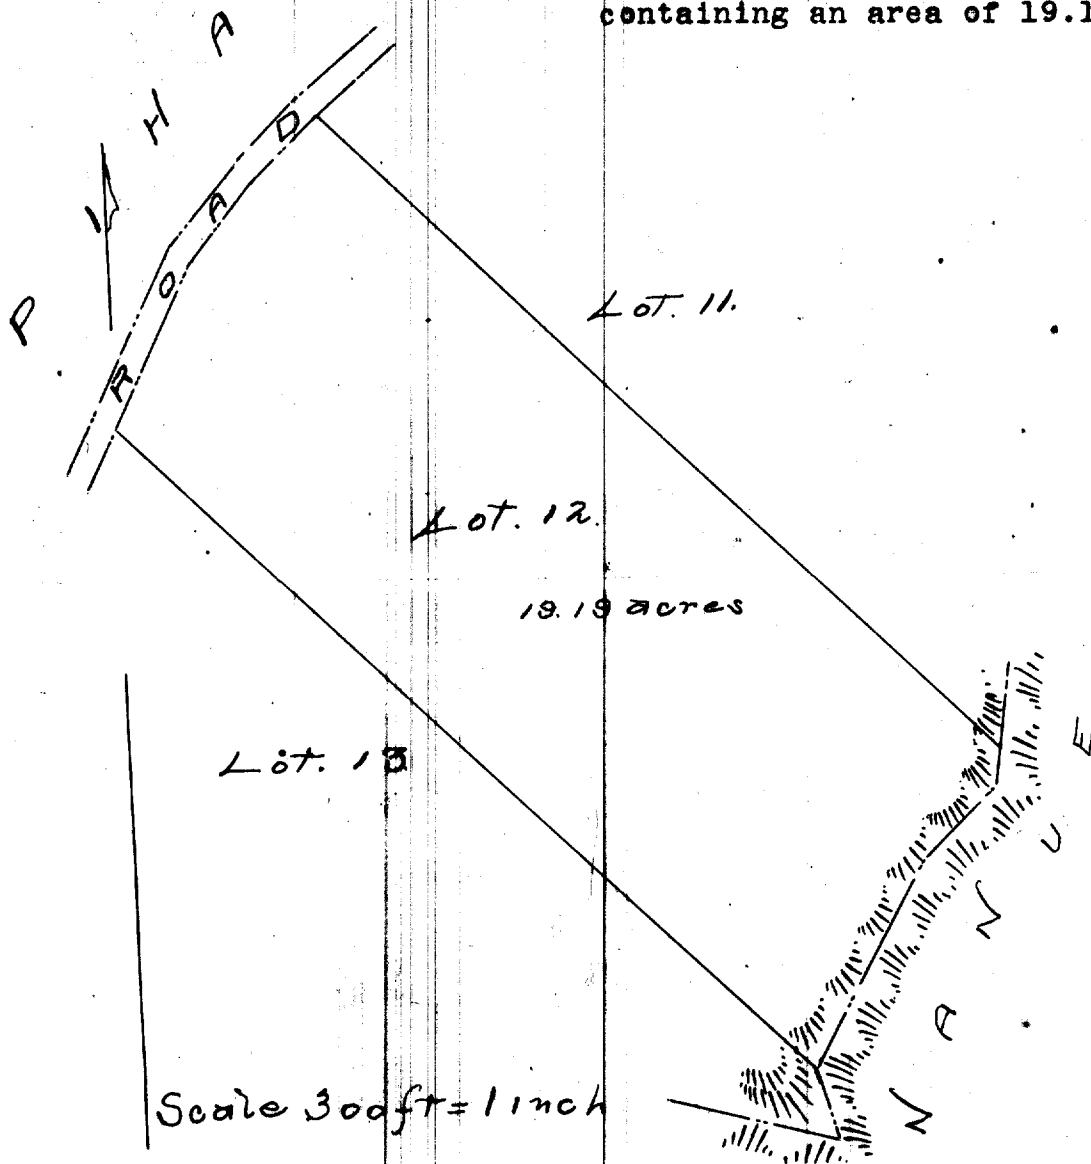 containing an area of 19.1
P H A
ROAD
Lot. 11.
Lot. 12.
19.19 acres
Lot. 13
NANUE
Scale 300ft = 1 inch